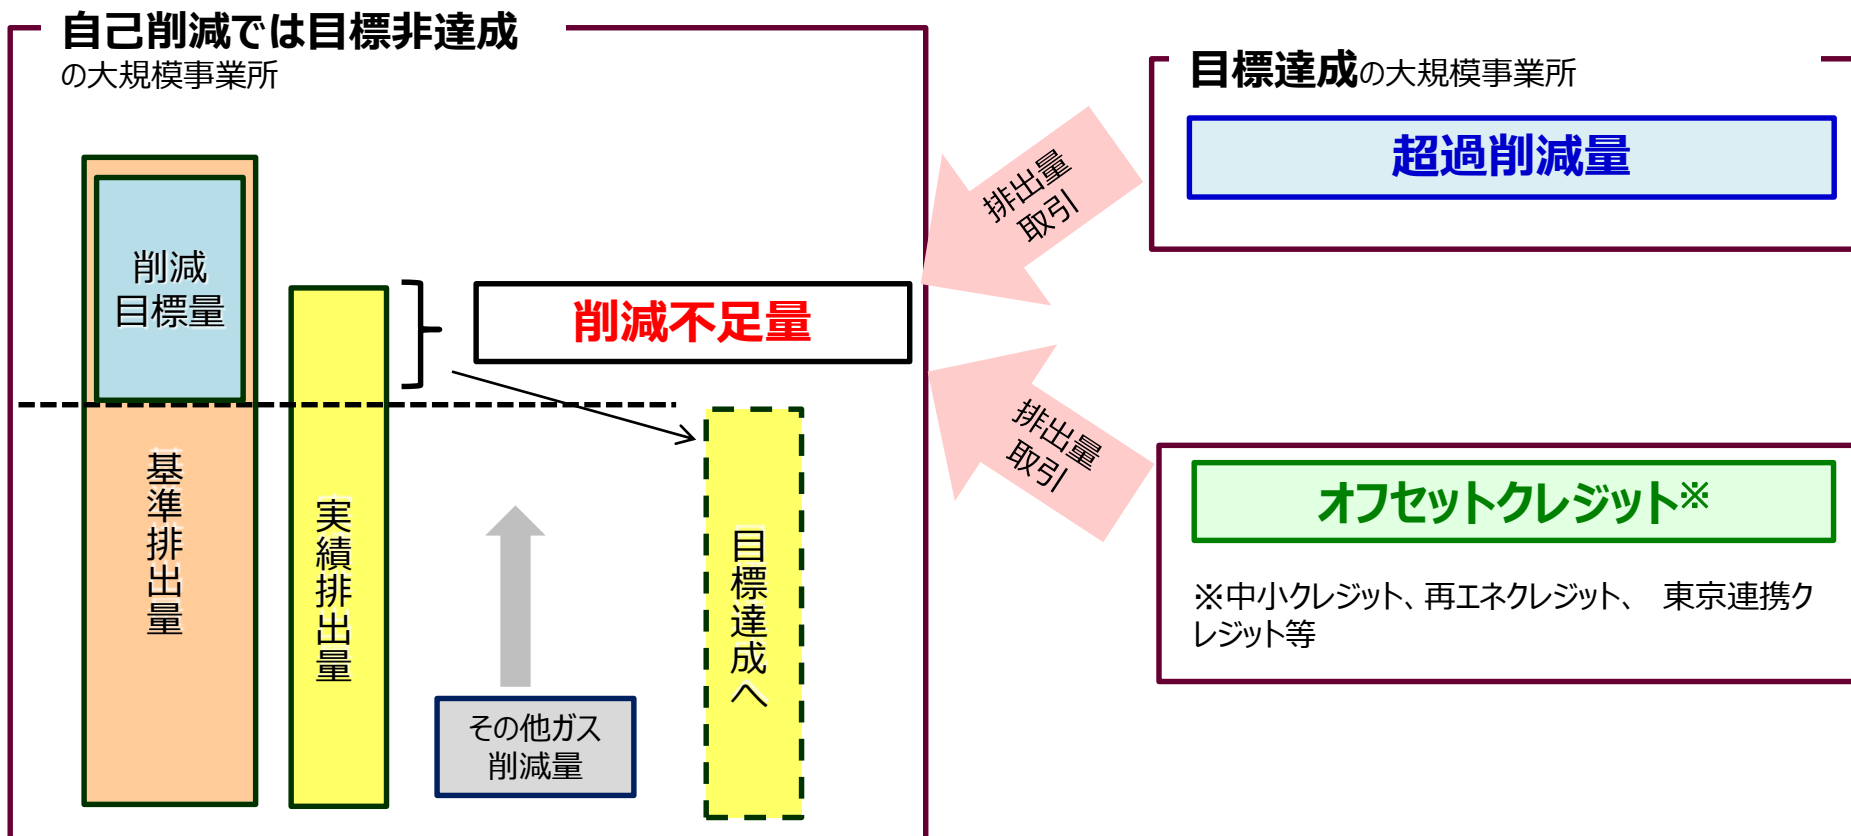 自己削減では目標非達成
の大規模事業所
削減
目標量
基準排出量
実績排出量
削減不足量
その他ガス
削減量
目標達成へ
排出量
取引
排出量
取引
目標達成の大規模事業所
超過削減量
オフセットクレジット※
※中小クレジット、再エネクレジット、 東京連携ク
レジット等